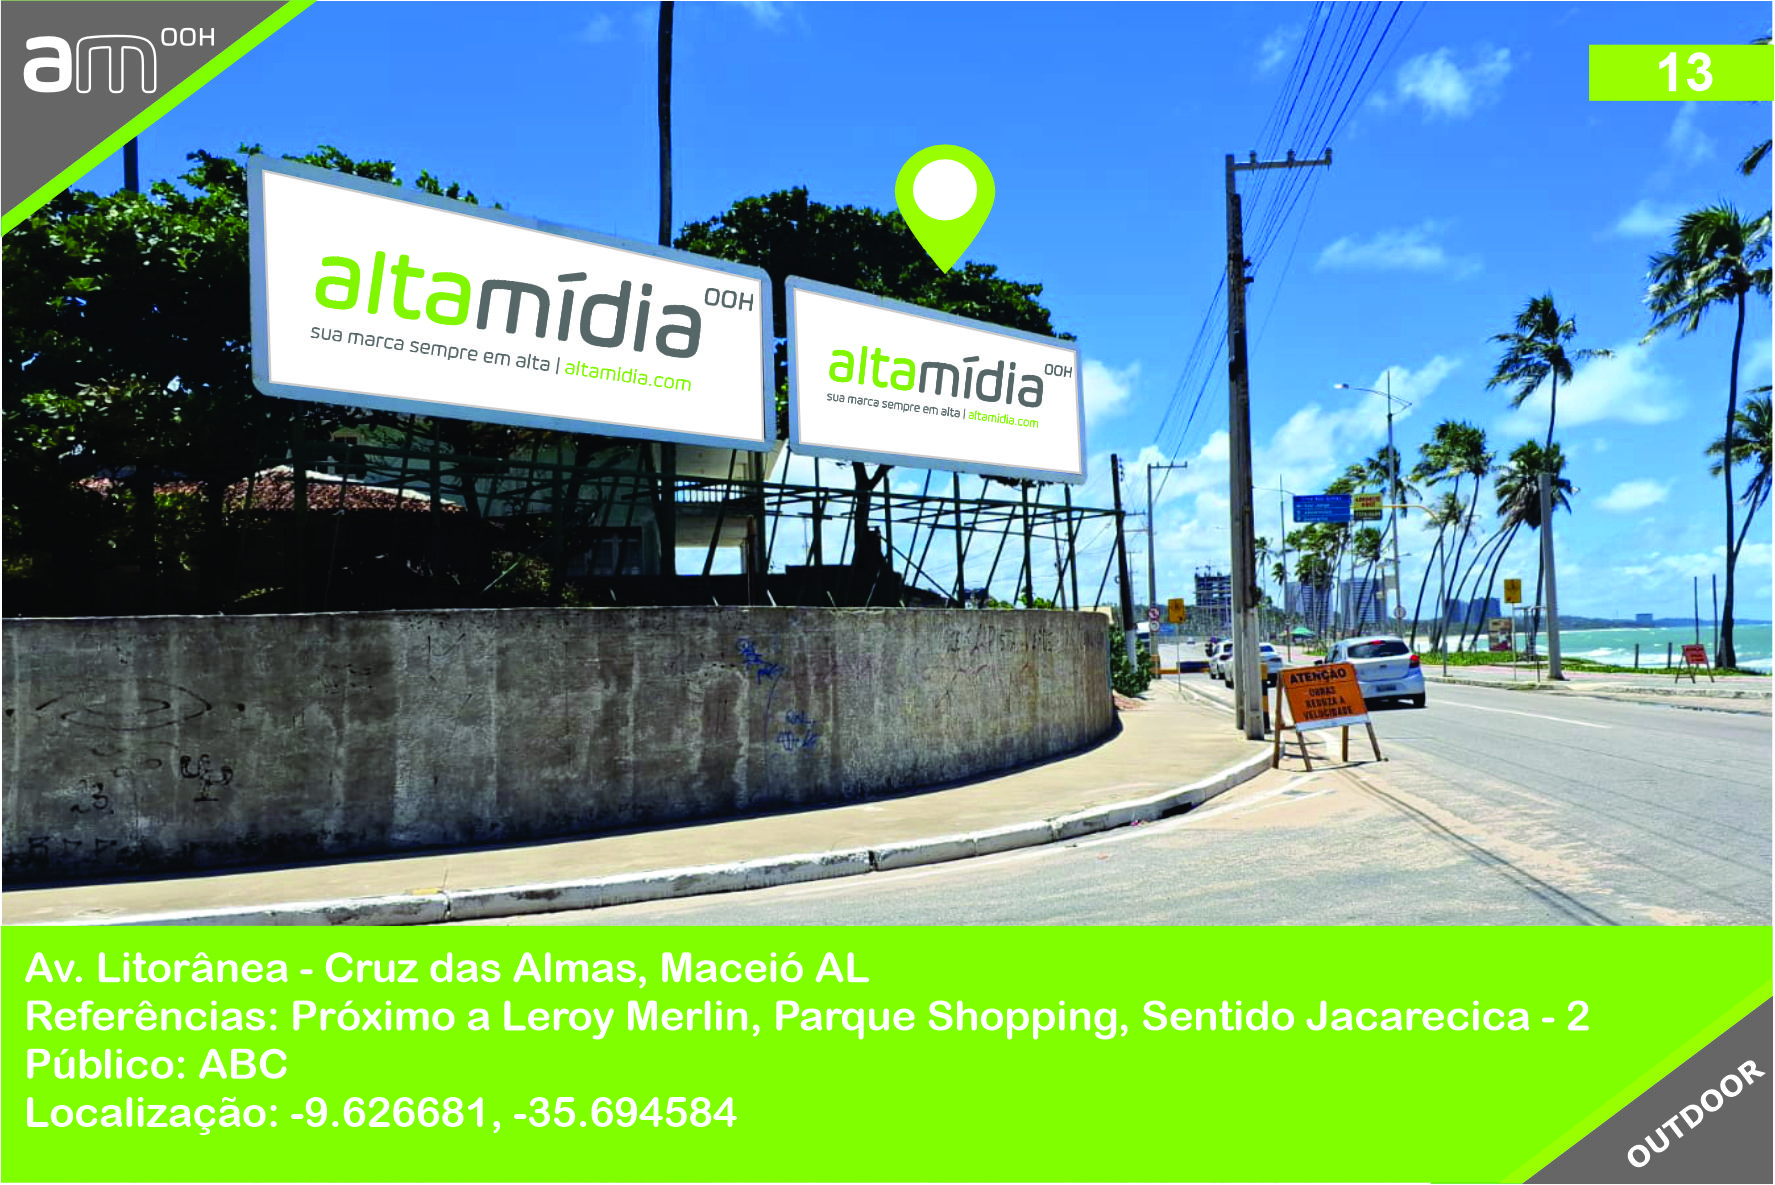 am OOH
13
altamídia OOH
sua marca sempre em alta | altamidia.com
altamídia OOH
sua marca sempre em alta | altamidia.com
ATENÇÃO
OBRAS
REDUZA A
VELOCIDADE
Av. Litorânea - Cruz das Almas, Maceió AL
Referências: Próximo a Leroy Merlin, Parque Shopping, Sentido Jacarecica - 2
Público: ABC
Localização: -9.626681, -35.694584
OUTDOOR